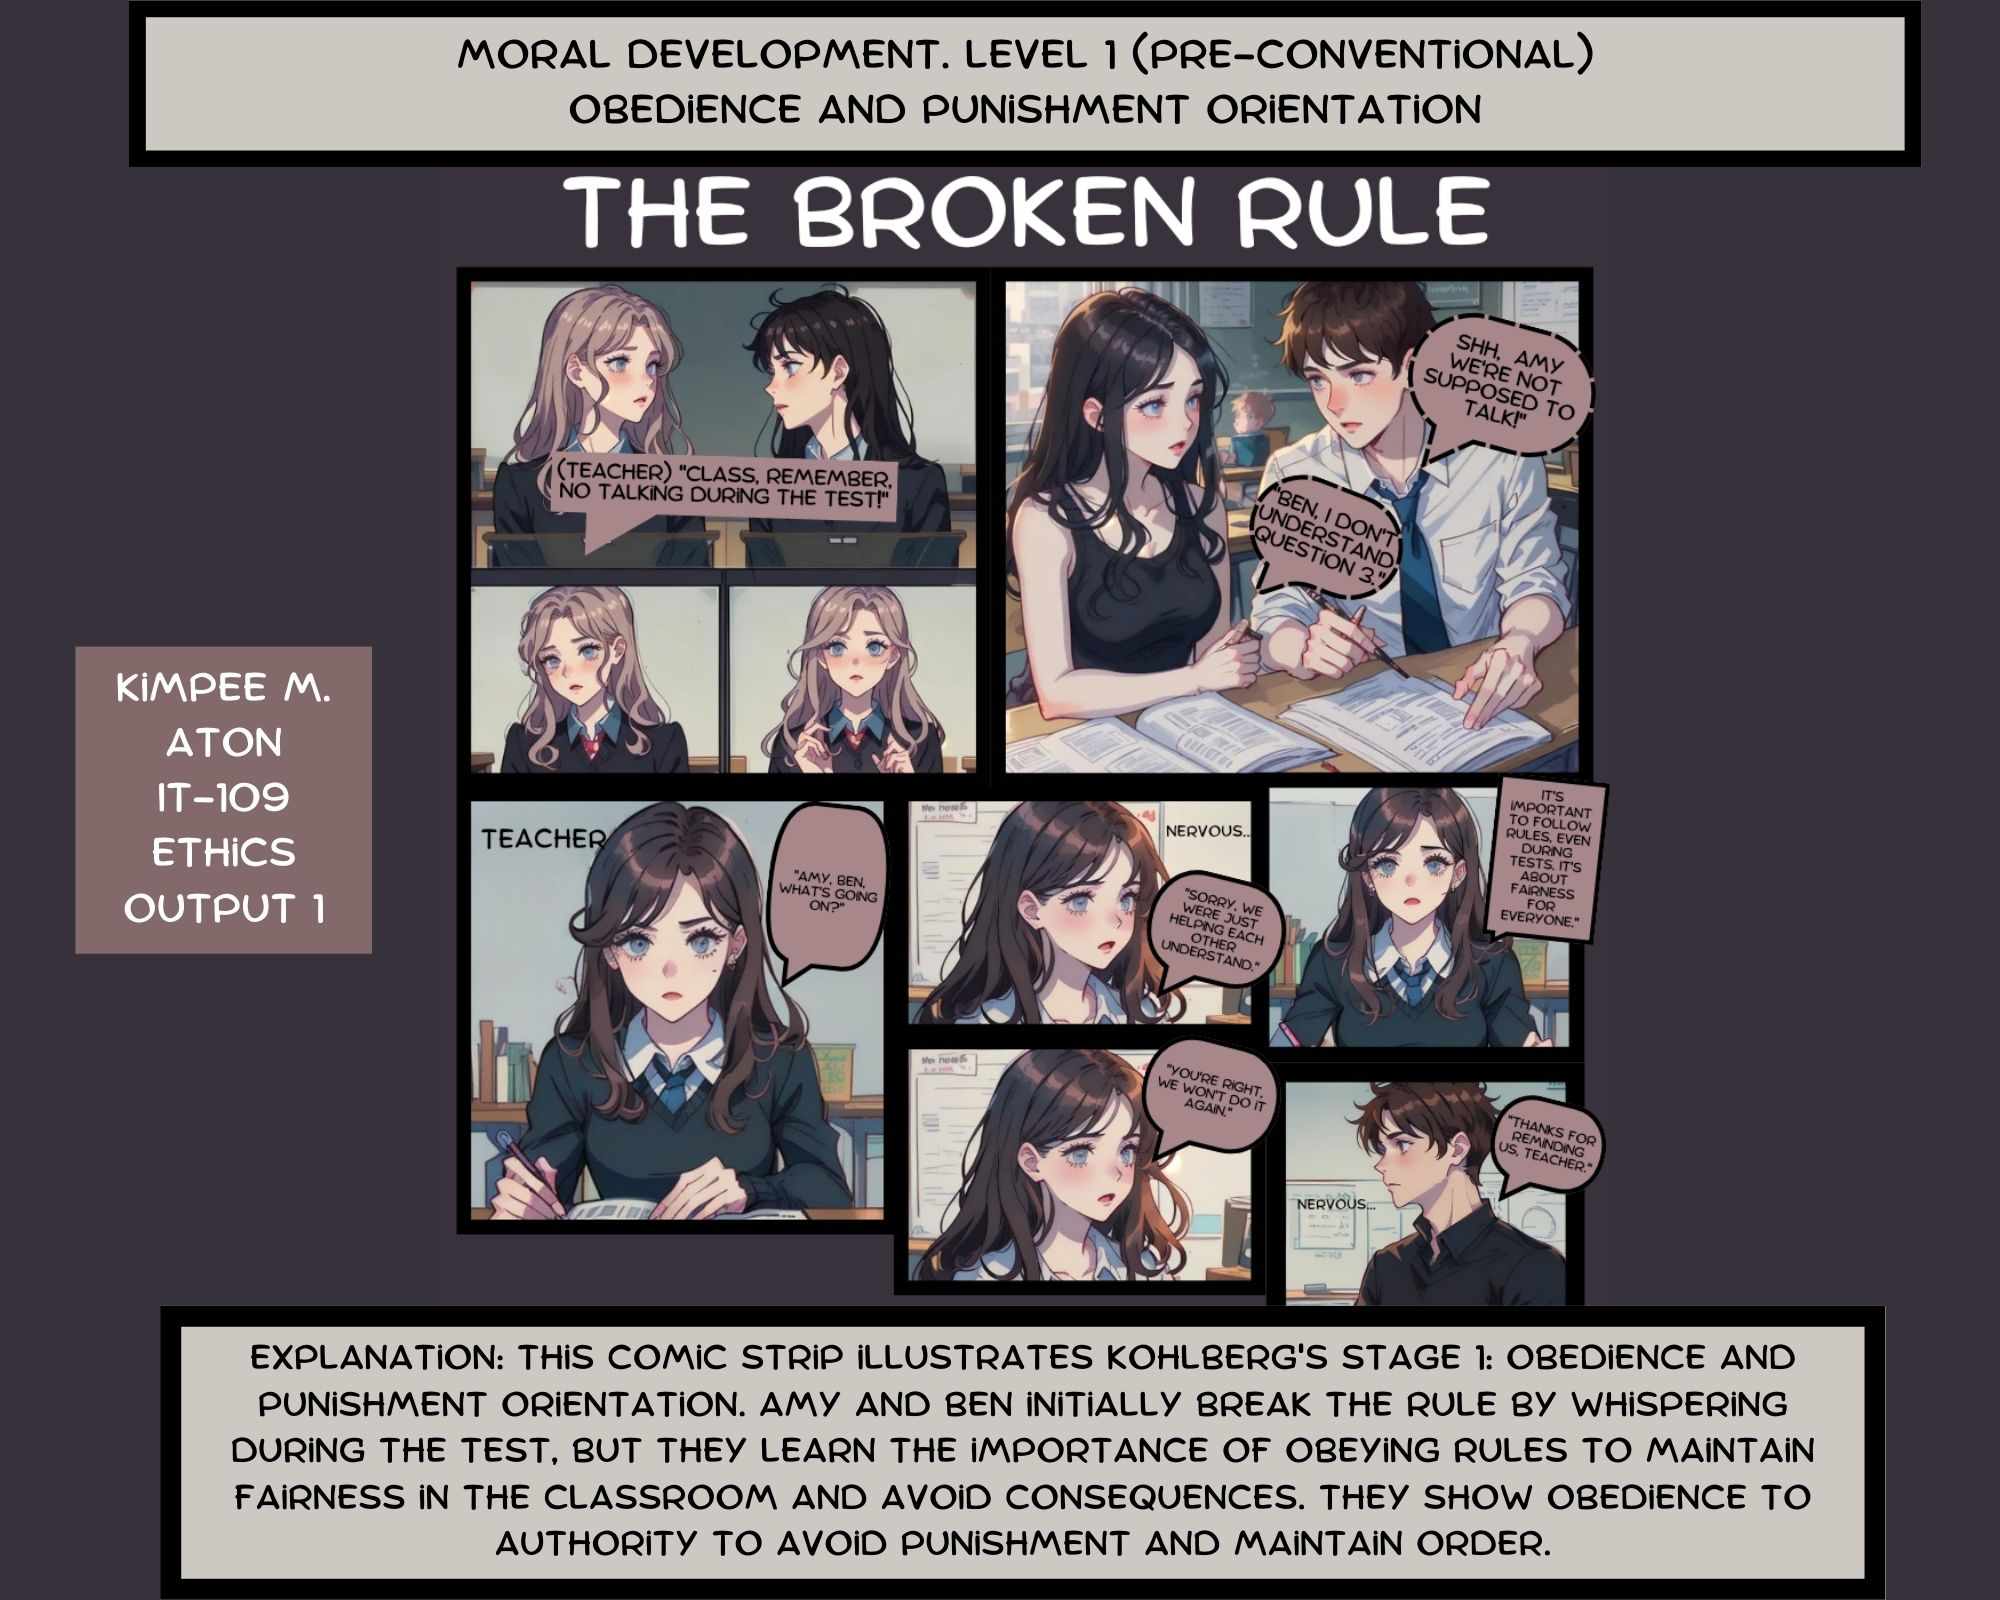 MORAL DEVELOPMENT. LEVEL 1 (PRE-CONVENTIONAL)
OBEDIENCE AND PUNISHMENT ORIENTATION
THE BROKEN RULE
(TEACHER) "CLASS, REMEMBER,
NO TALKING DURING THE TEST!"
SHH, AMY
WE'RE NOT
SUPPOSED TO
TALK!"
"BEN, I DON'T
UNDERSTAND
QUESTION 3."
KIMPEE M.
ATON
IT-109
ETHICS
OUTPUT 1
TEACHER
"AMY, BEN,
WHAT'S GOING
ON?"
NERVOUS...
"SORRY, WE
WERE JUST
HELPING EACH
OTHER
UNDERSTAND."
IT'S
IMPORTANT
TO FOLLOW
RULES, EVEN
DURING
TESTS. IT'S
ABOUT
FAIRNESS
FOR
EVERYONE."
"YOU'RE RIGHT,
WE WON'T DO IT
AGAIN."
"THANKS FOR
REMINDING
US, TEACHER."
NERVOUS...
EXPLANATION: THIS COMIC STRIP ILLUSTRATES KOHLBERG'S STAGE 1: OBEDIENCE AND
PUNISHMENT ORIENTATION. AMY AND BEN INITIALLY BREAK THE RULE BY WHISPERING
DURING THE TEST, BUT THEY LEARN THE IMPORTANCE OF OBEYING RULES TO MAINTAIN
FAIRNESS IN THE CLASSROOM AND AVOID CONSEQUENCES. THEY SHOW OBEDIENCE TO
AUTHORITY TO AVOID PUNISHMENT AND MAINTAIN ORDER.